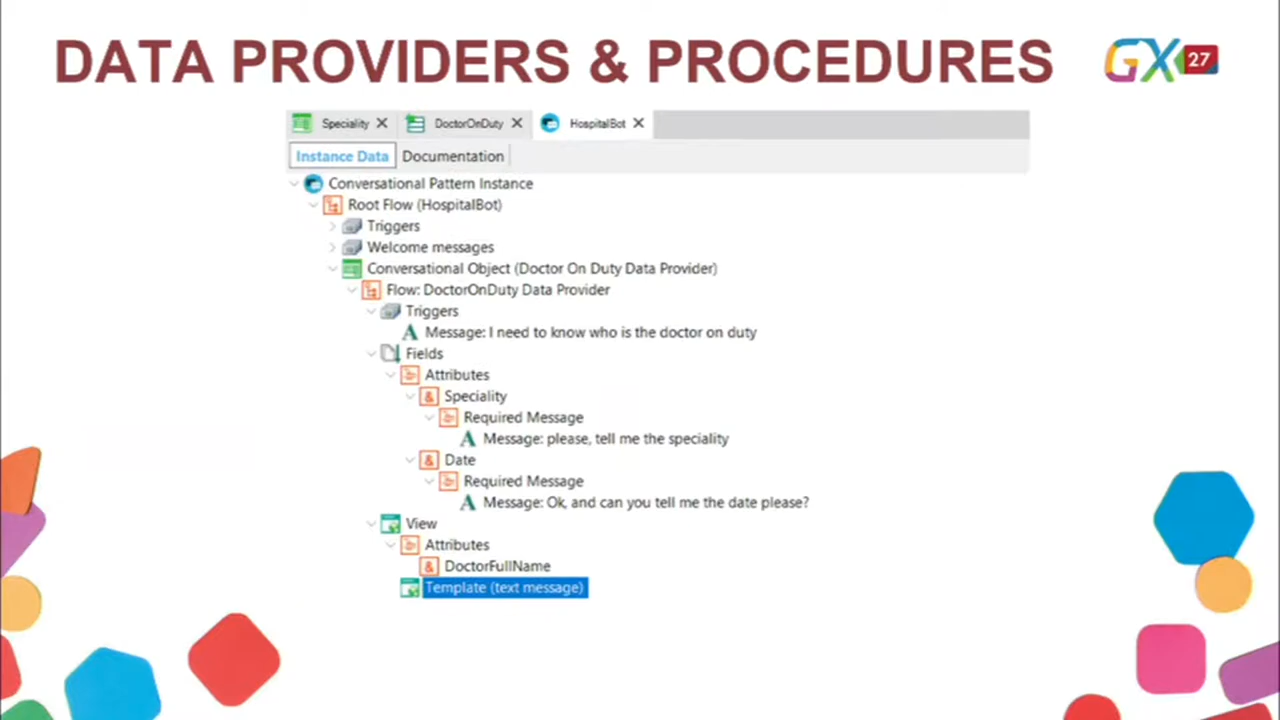 DATA PROVIDERS & PROCEDURES
GX 27
Speciality DoctorOnDuty HospitalBot
Instance Data Documentation
Conversational Pattern Instance
Root Flow (HospitalBot)
Triggers
Welcome messages
Conversational Object (Doctor On Duty Data Provider)
Flow: DoctorOnDuty Data Provider
Triggers
Message: I need to know who is the doctor on duty
Fields
Attributes
Speciality
Required Message
Message: please, tell me the speciality
Date
Required Message
Message: Ok, and can you tell me the date please?
View
Attributes
DoctorFullName
Template (text message)